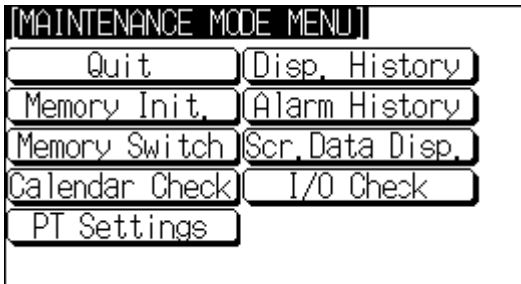 [MAINTENANCE MODE MENU]
Quit Disp. History
Memory Init. Alarm History
Memory Switch Scr.Data Disp.
Calendar Check I/O Check
PT Settings